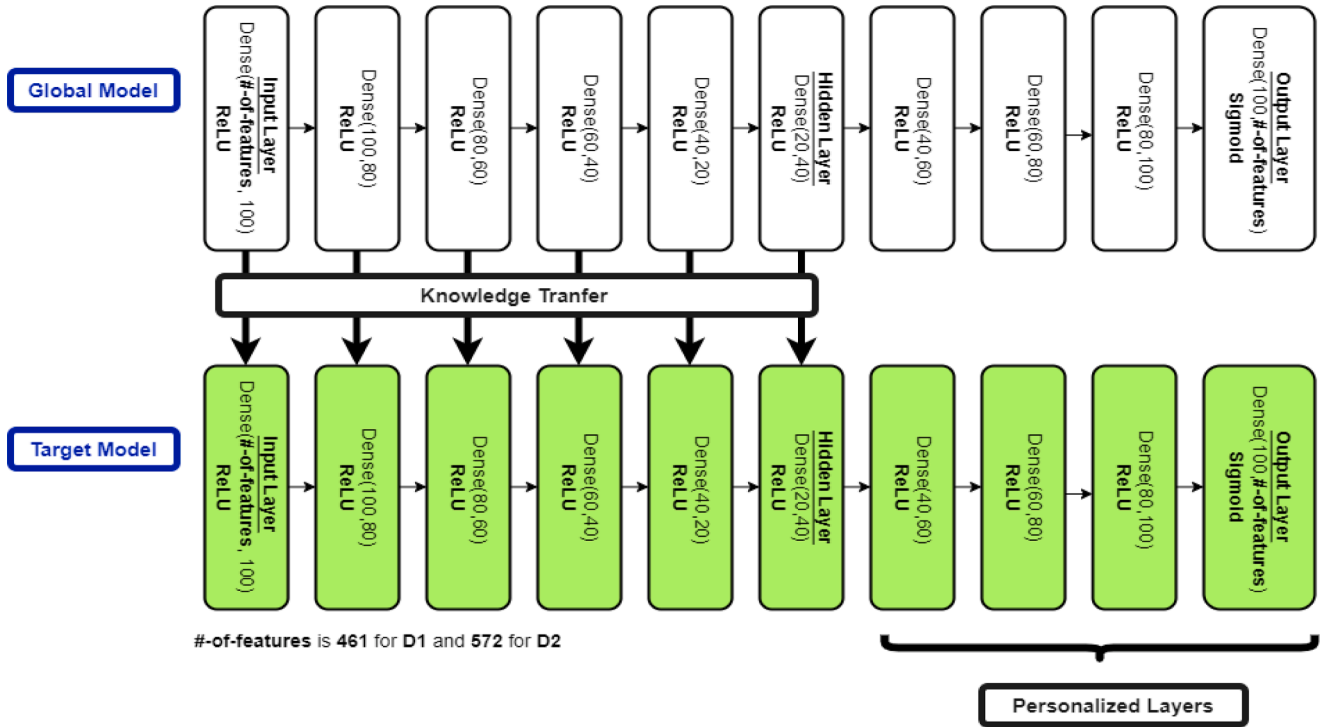 Global Model
Input Layer
Dense(#-of-features, 100)
ReLU
Dense(100,80)
ReLU
Dense(80,60)
ReLU
Dense(60,40)
ReLU
Dense(40,20)
ReLU
Hidden Layer
Dense(20,40)
ReLU
Dense(40,60)
ReLU
Dense(60,80)
ReLU
Dense(80,100)
ReLU
Output Layer
Dense(100,#-of-features)
Sigmoid
Knowledge Tranfer
Target Model
Input Layer
Dense(#-of-features, 100)
ReLU
Dense(100,80)
ReLU
Dense(80,60)
ReLU
Dense(60,40)
ReLU
Dense(40,20)
ReLU
Hidden Layer
Dense(20,40)
ReLU
Dense(40,60)
ReLU
Dense(60,80)
ReLU
Dense(80,100)
ReLU
Output Layer
Dense(100,#-of-features)
Sigmoid
#-of-features is 461 for D1 and 572 for D2
Personalized Layers